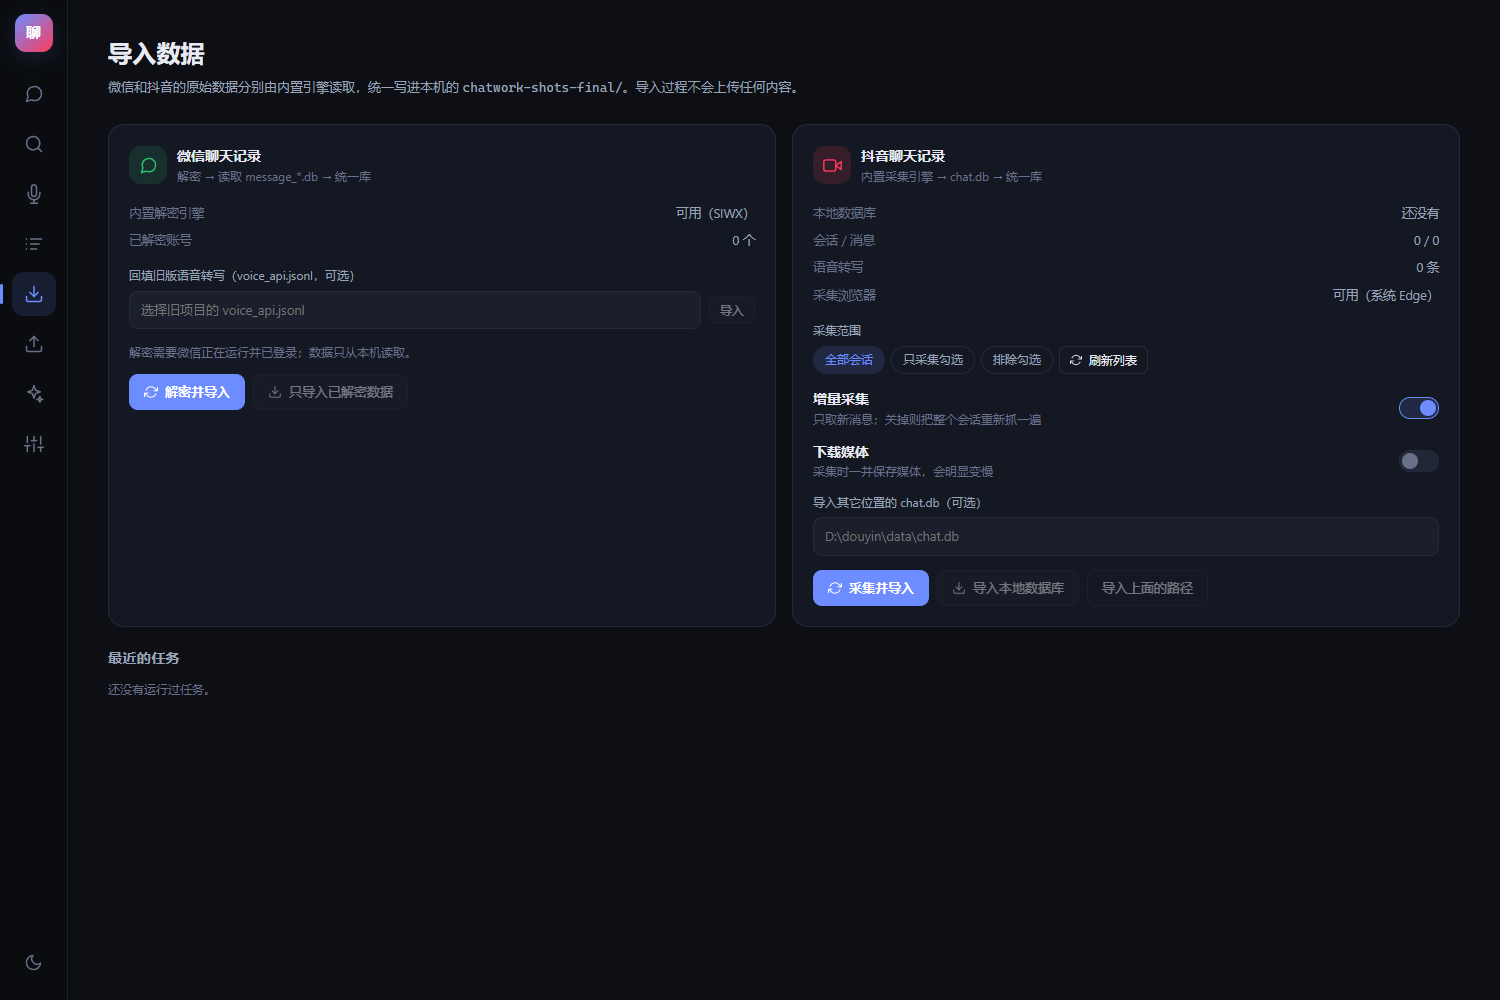 聊
导入数据
微信和抖音的原始数据分别由内置引擎读取，统一写进本机的 chatwork-shots-final/。导入过程不会上传任何内容。
微信聊天记录
解密 → 读取 message_*.db → 统一库
内置解密引擎 可用（SIWX）
已解密账号 0 个
回填旧版语音转写（voice_api.jsonl，可选）
选择旧项目的 voice_api.jsonl 导入
解密需要微信正在运行并已登录；数据只从本机读取。
解密并导入 只导入已解密数据
抖音聊天记录
内置采集引擎 → chat.db → 统一库
本地数据库 还没有
会话 / 消息 0 / 0
语音转写 0 条
采集浏览器 可用（系统 Edge）
采集范围
全部会话 只采集勾选 排除勾选 刷新列表
增量采集
只取新消息；关掉则把整个会话重新抓一遍
下载媒体
采集时一并保存媒体，会明显变慢
导入其它位置的 chat.db（可选）
D:\douyin\data\chat.db
采集并导入 导入本地数据库 导入上面的路径
最近的任务
还没有运行过任务。